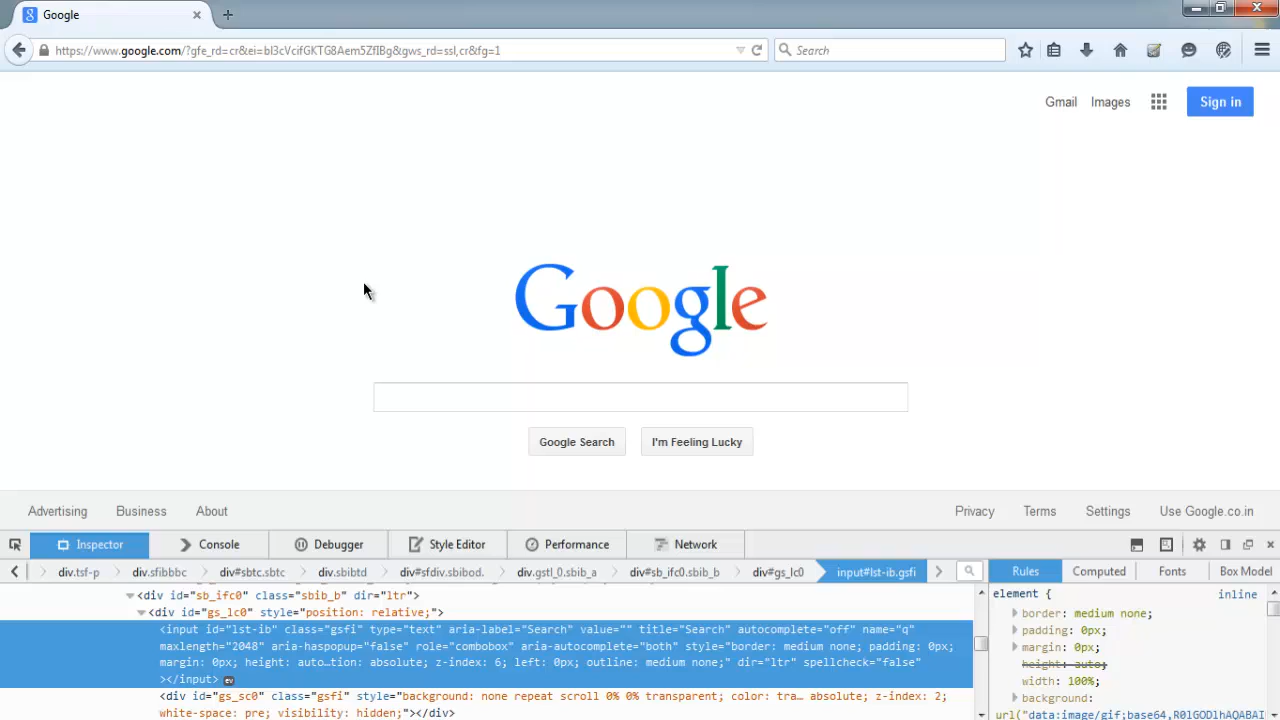 Google
https://www.google.com/?gfe_rd=cr&ei=bI3cVcifGKTG8Aem5ZfIBg&gws_rd=ssl,cr&fg=1
Search
Gmail Images Sign in
Google
Google Search I'm Feeling Lucky
Advertising Business About Privacy Terms Settings Use Google.co.in
Inspector Console Debugger Style Editor Performance Network
div.tsf-p div.sfibbbc div#sbtc.sbtc div.sbibtd div#sfdiv.sbibod. div.gstl_0.sbib_a div#sb_ifc0.sbib_b div#gs_lc0 input#lst-ib.gsfi Rules Computed Fonts Box Model
<div id="sb_ifc0" class="sbib_b" dir="ltr">
<div id="gs_lc0" style="position: relative;">
<input id="lst-ib" class="gsfi" type="text" aria-label="Search" value="" title="Search" autocomplete="off" name="q"
maxlength="2048" aria-haspopup="false" role="combobox" aria-autocomplete="both" style="border: medium none; padding: 0px;
margin: 0px; height: auto…tion: absolute; z-index: 6; left: 0px; outline: medium none;" dir="ltr" spellcheck="false"
></input> ev
<div id="gs_sc0" class="gsfi" style="background: none repeat scroll 0% 0% transparent; color: tra… absolute; z-index: 2;
white-space: pre; visibility: hidden;"></div>
element { inline
border: medium none;
padding: 0px;
margin: 0px;
height: auto;
width: 100%;
background:
url("data:image/gif;base64,R0lGODlhAQABAI